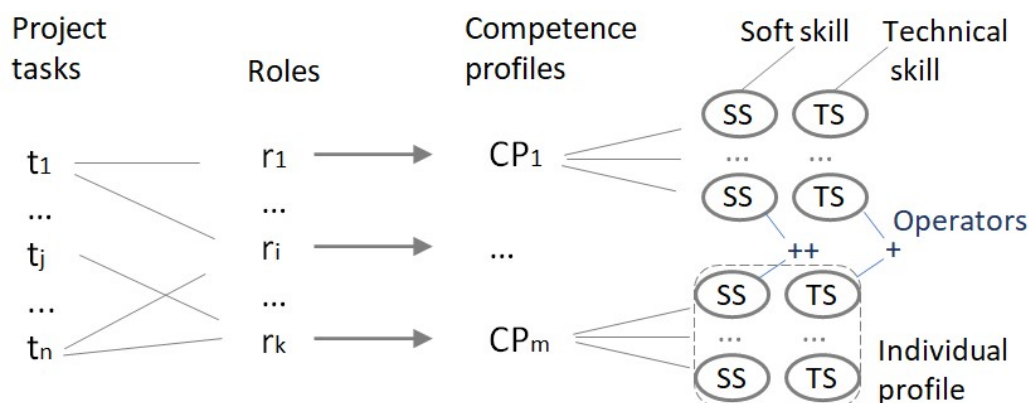 Project
tasks
Roles
Competence
profiles
Soft skill
Technical
skill
SS TS
t1 r1 CP1 ... ...
SS TS
... ...
Operators
tj ri ... ++ +
SS TS
... ...
tn rk CPm ... ...
Individual
profile
SS TS